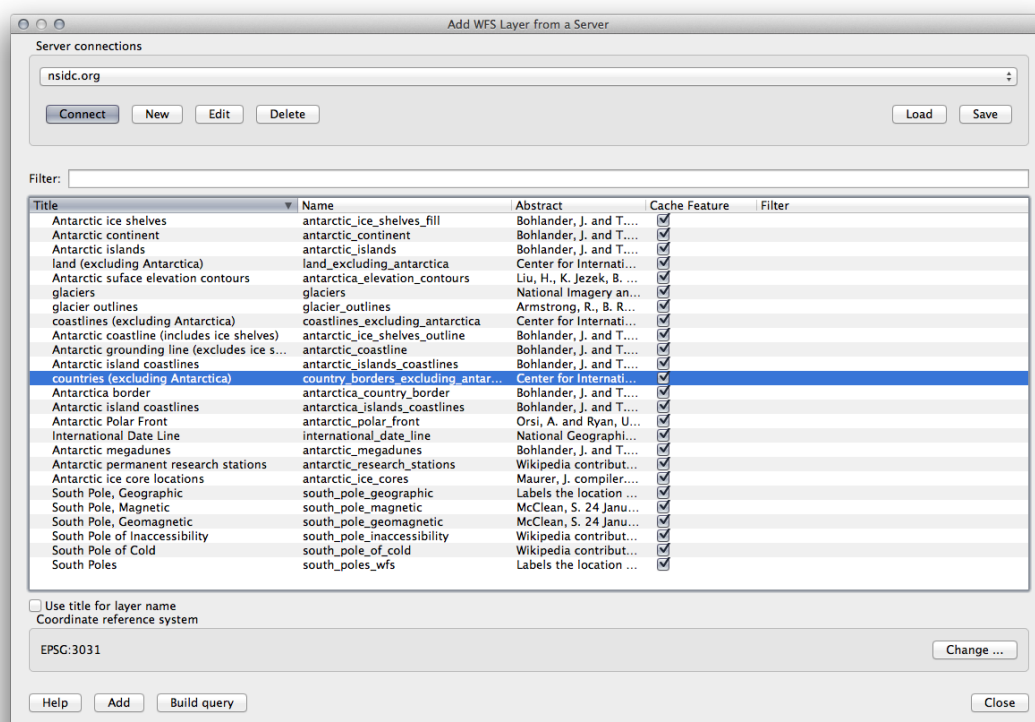 Add WFS Layer from a Server
Server connections
nsidc.org
Connect New Edit Delete Load Save
Filter:
Title Name Abstract Cache Feature Filter
Antarctic ice shelves antarctic_ice_shelves_fill Bohlander, J. and T....
Antarctic continent antarctic_continent Bohlander, J. and T....
Antarctic islands antarctic_islands Bohlander, J. and T....
land (excluding Antarctica) land_excluding_antarctica Center for Internati...
Antarctic suface elevation contours antarctica_elevation_contours Liu, H., K. Jezek, B. ...
glaciers glaciers National Imagery an...
glacier outlines glacier_outlines Armstrong, R., B. R...
coastlines (excluding Antarctica) coastlines_excluding_antarctica Center for Internati...
Antarctic coastline (includes ice shelves) antarctic_ice_shelves_outline Bohlander, J. and T....
Antarctic grounding line (excludes ice s... antarctic_coastline Bohlander, J. and T....
Antarctic island coastlines antarctic_islands_coastlines Bohlander, J. and T....
countries (excluding Antarctica) country_borders_excluding_antar... Center for Internati...
Antarctica border antarctica_country_border Bohlander, J. and T....
Antarctic island coastlines antarctica_islands_coastlines Bohlander, J. and T....
Antarctic Polar Front antarctic_polar_front Orsi, A. and Ryan, U...
International Date Line international_date_line National Geographi...
Antarctic megadunes antarctic_megadunes Bohlander, J. and T....
Antarctic permanent research stations antarctic_research_stations Wikipedia contribut...
Antarctic ice core locations antarctic_ice_cores Maurer, J. compiler....
South Pole, Geographic south_pole_geographic Labels the location ...
South Pole, Magnetic south_pole_magnetic McClean, S. 24 Janu...
South Pole, Geomagnetic south_pole_geomagnetic McClean, S. 24 Janu...
South Pole of Inaccessibility south_pole_inaccessibility Wikipedia contribut...
South Pole of Cold south_pole_of_cold Wikipedia contribut...
South Poles south_poles_wfs Labels the location ...
Use title for layer name
Coordinate reference system
EPSG:3031
Change ...
Help Add Build query Close